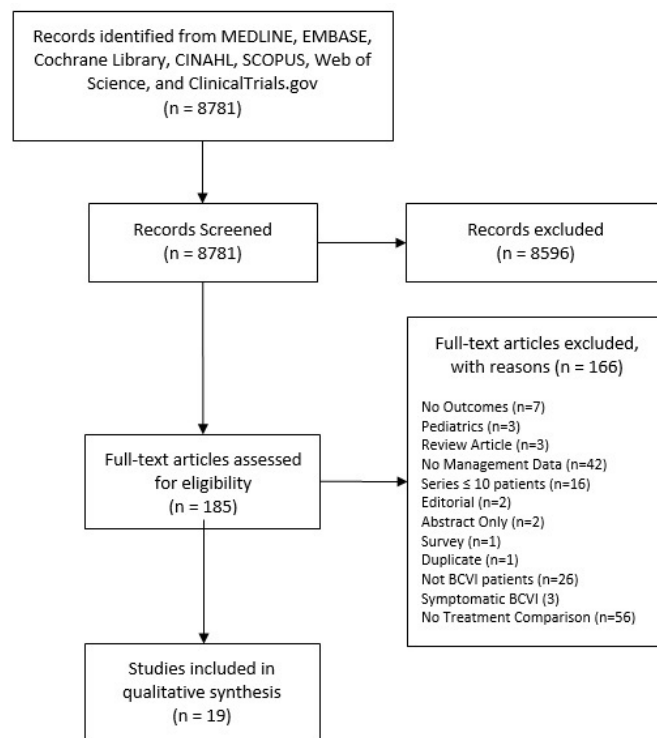 Records identified from MEDLINE, EMBASE,
Cochrane Library, CINAHL, SCOPUS, Web of
Science, and ClinicalTrials.gov
(n = 8781)
Records Screened
(n = 8781)
Records excluded
(n = 8596)
Full-text articles assessed
for eligibility
(n = 185)
Full-text articles excluded,
with reasons (n = 166)
No Outcomes (n=7)
Pediatrics (n=3)
Review Article (n=3)
No Management Data (n=42)
Series ≤ 10 patients (n=16)
Editorial (n=2)
Abstract Only (n=2)
Survey (n=1)
Duplicate (n=1)
Not BCVI patients (n=26)
Symptomatic BCVI (3)
No Treatment Comparison (n=56)
Studies included in
qualitative synthesis
(n = 19)